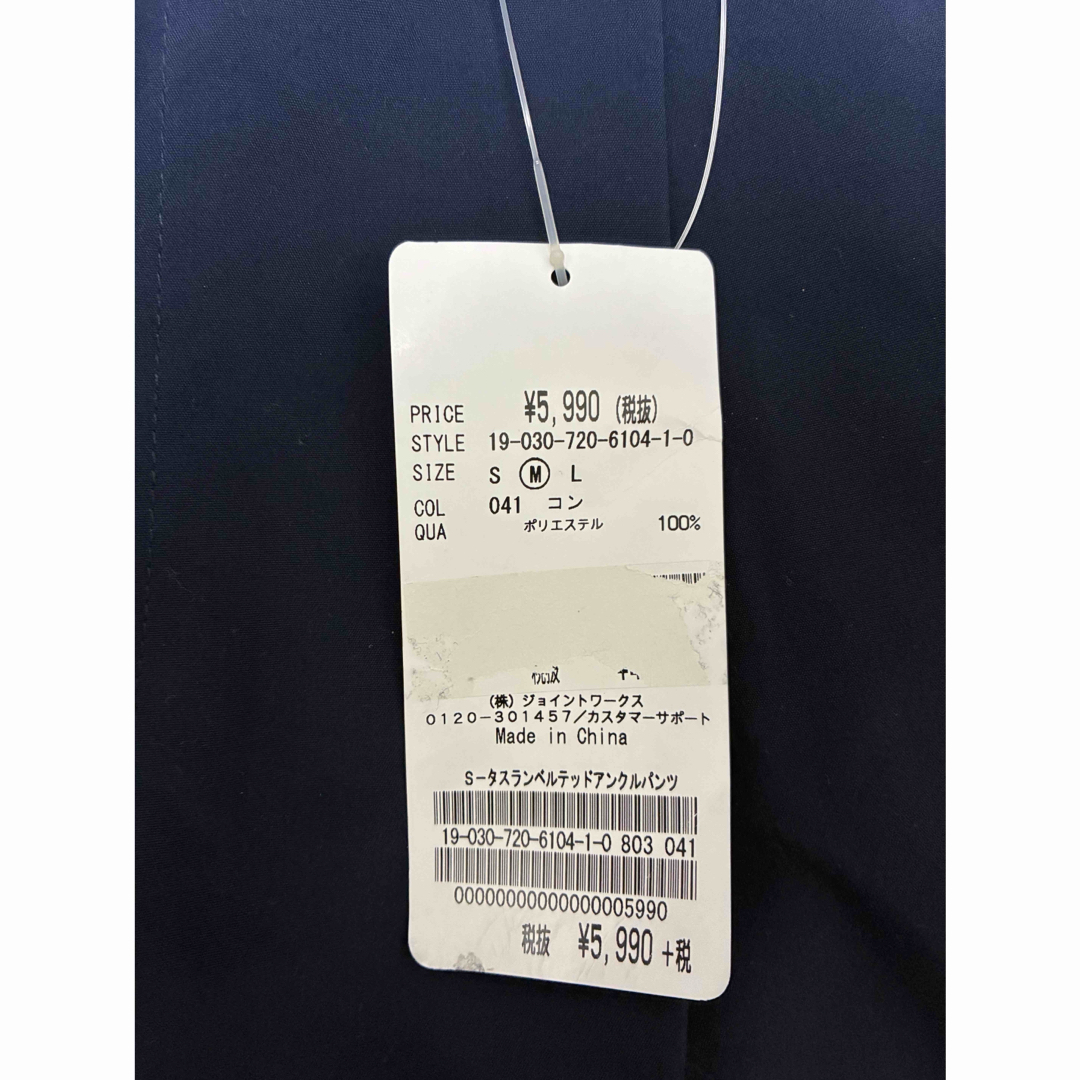 PRICE ¥5,990 (税抜)
STYLE 19-030-720-6104-1-0
SIZE S M L
COL 041 コン
QUA ポリエステル 100%
(株)ジョイントワークス
0120-301457/カスタマーサポート
Made in China
S-タスランベルテッドアンクルパンツ
19-030-720-6104-1-0 803 041
00000000000000005990
税抜 ¥5,990 +税